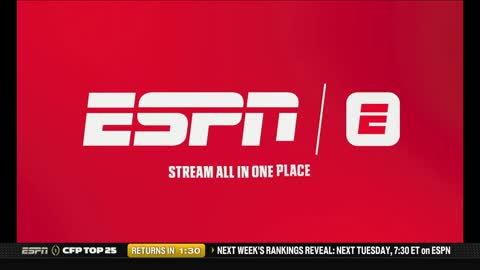 ESPN E
STREAM ALL IN ONE PLACE
ESPN CFP TOP 25 RETURNS IN 1:30 NEXT WEEK'S RANKINGS REVEAL: NEXT TUESDAY, 7:30 ET on ESPN